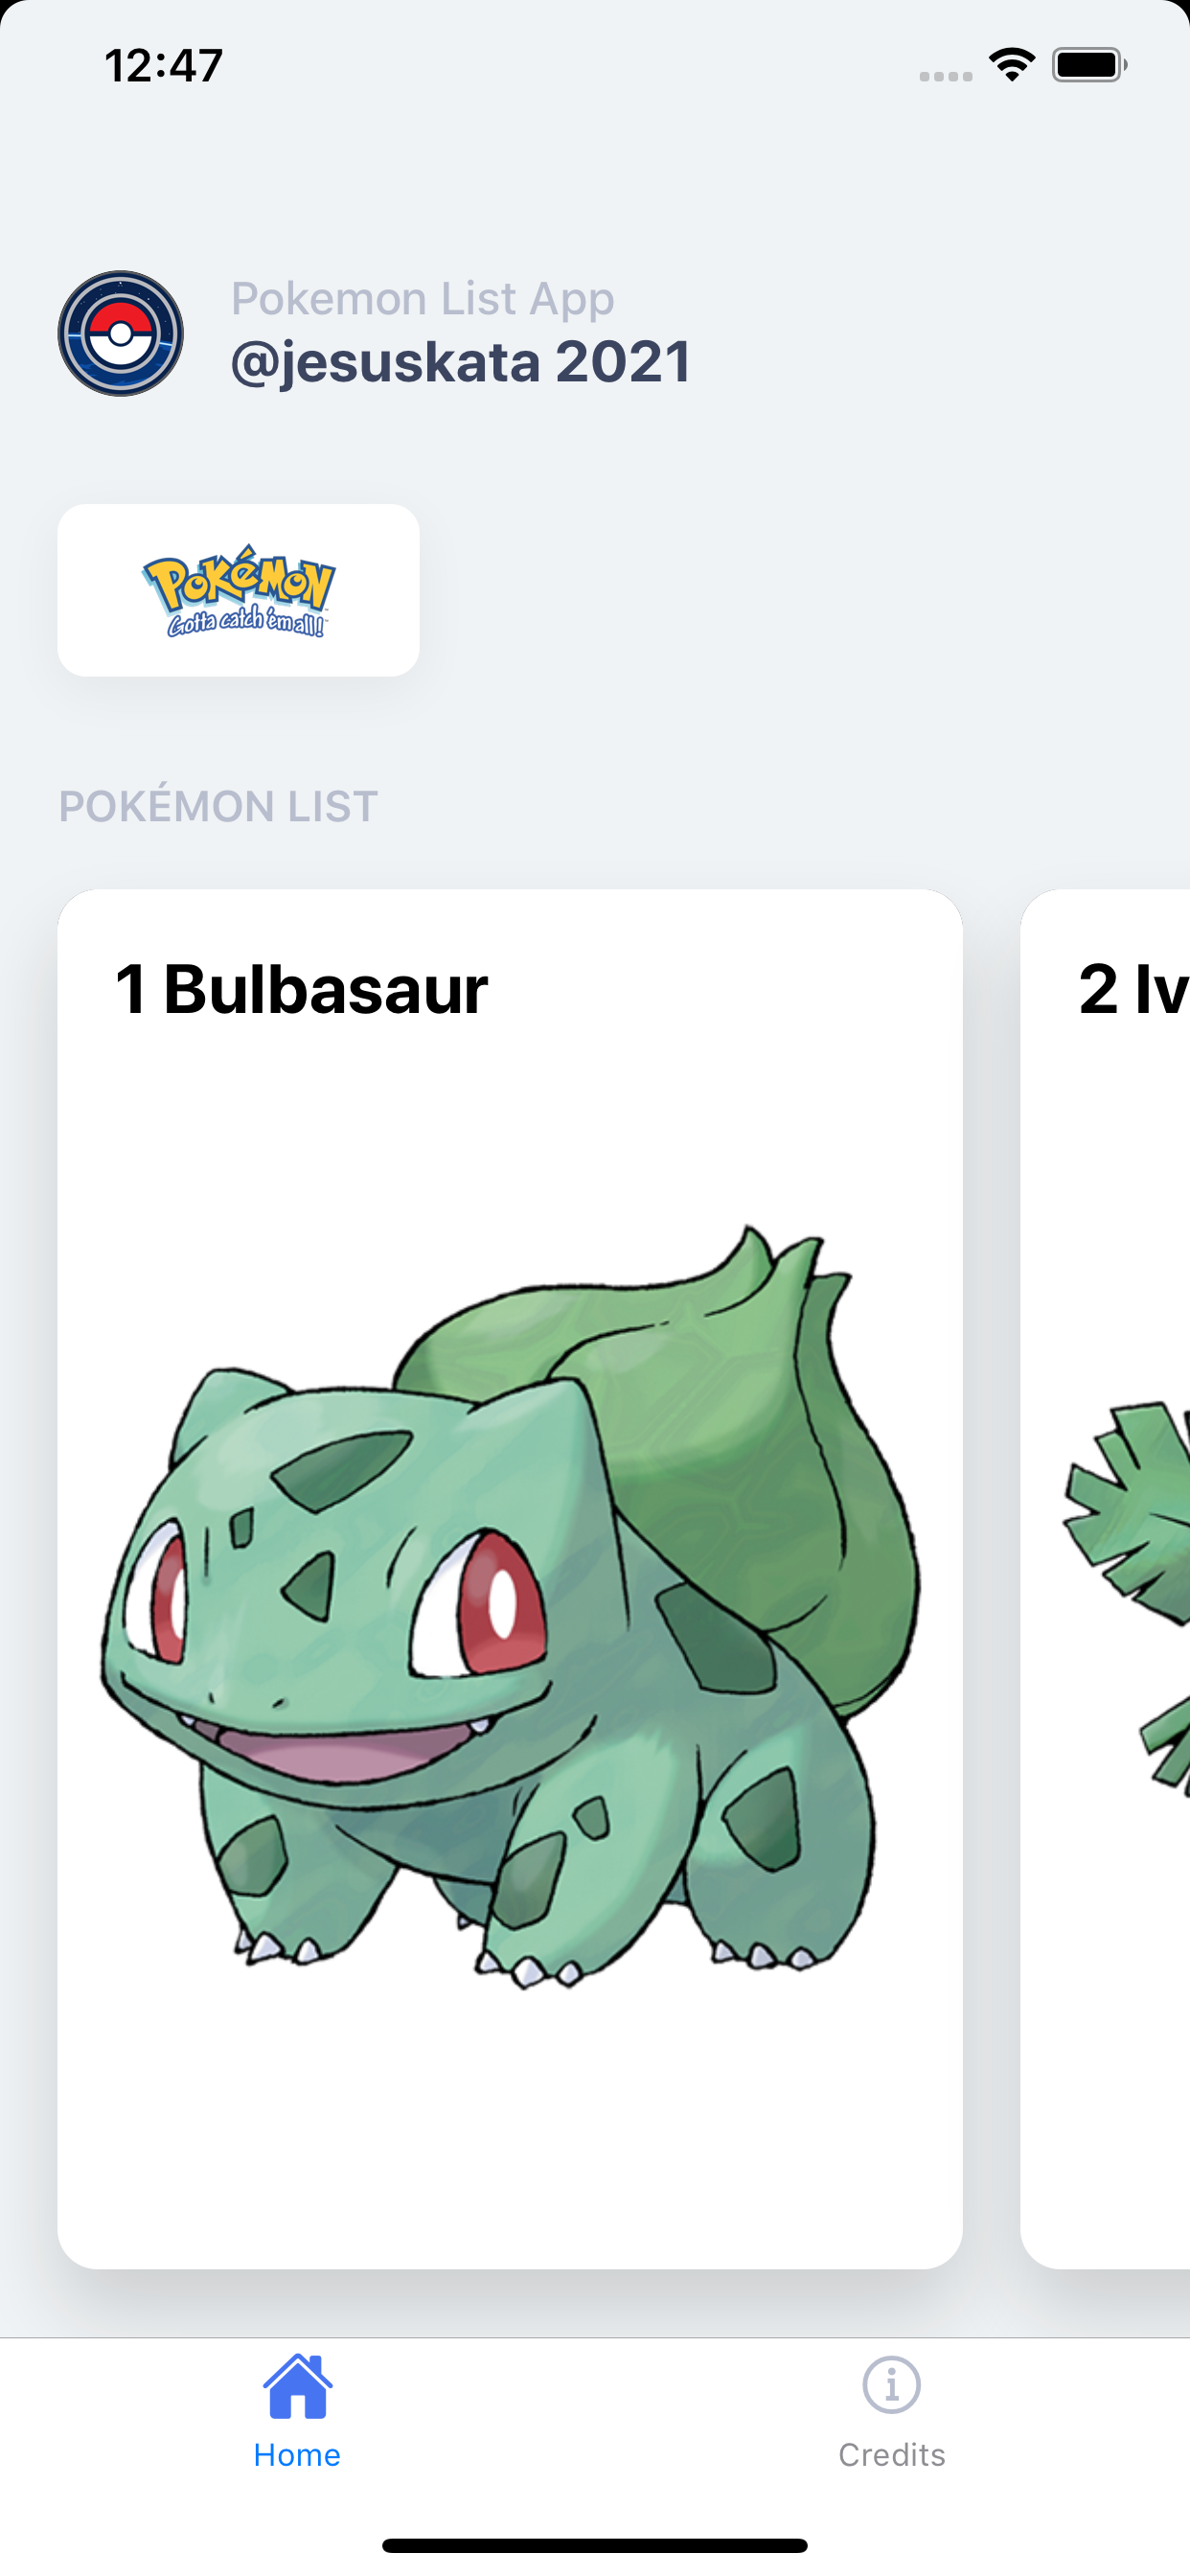 12:47
Pokemon List App
@jesuskata 2021
POKéMON
Gotta catch 'em all!
POKÉMON LIST
1 Bulbasaur
2 Iv
Home
Credits